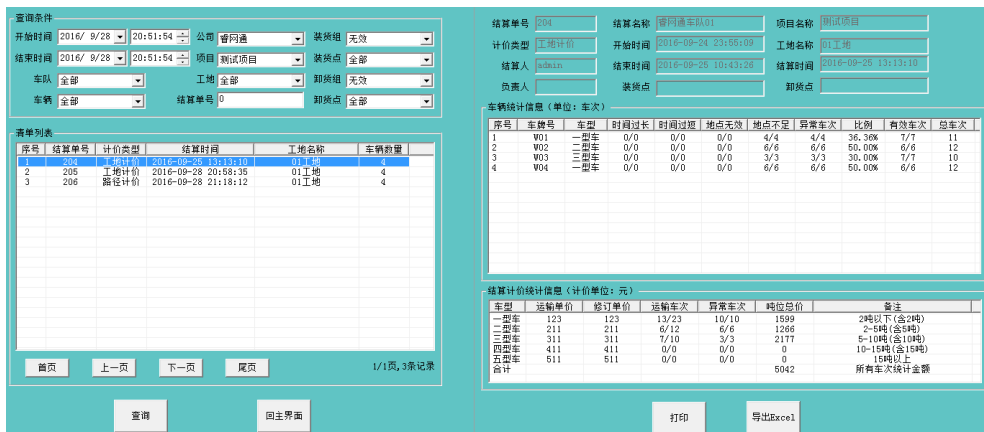 查询条件
开始时间 2016/ 9/28 20:51:54 公司 睿网通 装货组 无效
结束时间 2016/ 9/28 20:51:54 项目 测试项目 装货点 全部
车队 全部 工地 全部 卸货组 无效
车辆 全部 结算单号 0 卸货点 全部
清单列表
序号 结算单号 计价类型 结算时间 工地名称 车辆数量
1 204 工地计价 2016-09-25 13:13:10 01工地 4
2 205 工地计价 2016-09-28 20:58:35 01工地 4
3 206 路径计价 2016-09-28 21:18:12 01工地 4
首页 上一页 下一页 尾页 1/1页,3条记录
查询 回主界面
结算单号 204 结算名称 睿网通车队01 项目名称 测试项目
计价类型 工地计价 开始时间 2016-09-24 23:55:09 工地名称 01工地
结算人 admin 结束时间 2016-09-25 10:43:26 结算时间 2016-09-25 13:13:10
负责人 装货点 卸货点
车辆统计信息（单位：车次）
序号 车牌号 车型 时间过长 时间过短 地点无效 地点不足 异常车次 比例 有效车次 总车次
1 W01 一型车 0/0 0/0 0/0 4/4 4/4 36.36% 7/7 11
2 W02 二型车 0/0 0/0 0/0 6/6 6/6 50.00% 6/6 12
3 W03 三型车 0/0 0/0 0/0 3/3 3/3 30.00% 7/7 10
4 W04 一型车 0/0 0/0 0/0 6/6 6/6 50.00% 6/6 12
结算计价统计信息（计价单位：元）
车型 运输单价 修订单价 运输车次 异常车次 吨位总价 备注
一型车 123 123 13/23 10/10 1599 2吨以下(含2吨)
二型车 211 211 6/12 6/6 1266 2-5吨(含5吨)
三型车 311 311 7/10 3/3 2177 5-10吨(含10吨)
四型车 411 411 0/0 0/0 0 10-15吨(含15吨)
五型车 511 511 0/0 0/0 0 15吨以上
合计 5042 所有车次统计金额
打印 导出Excel